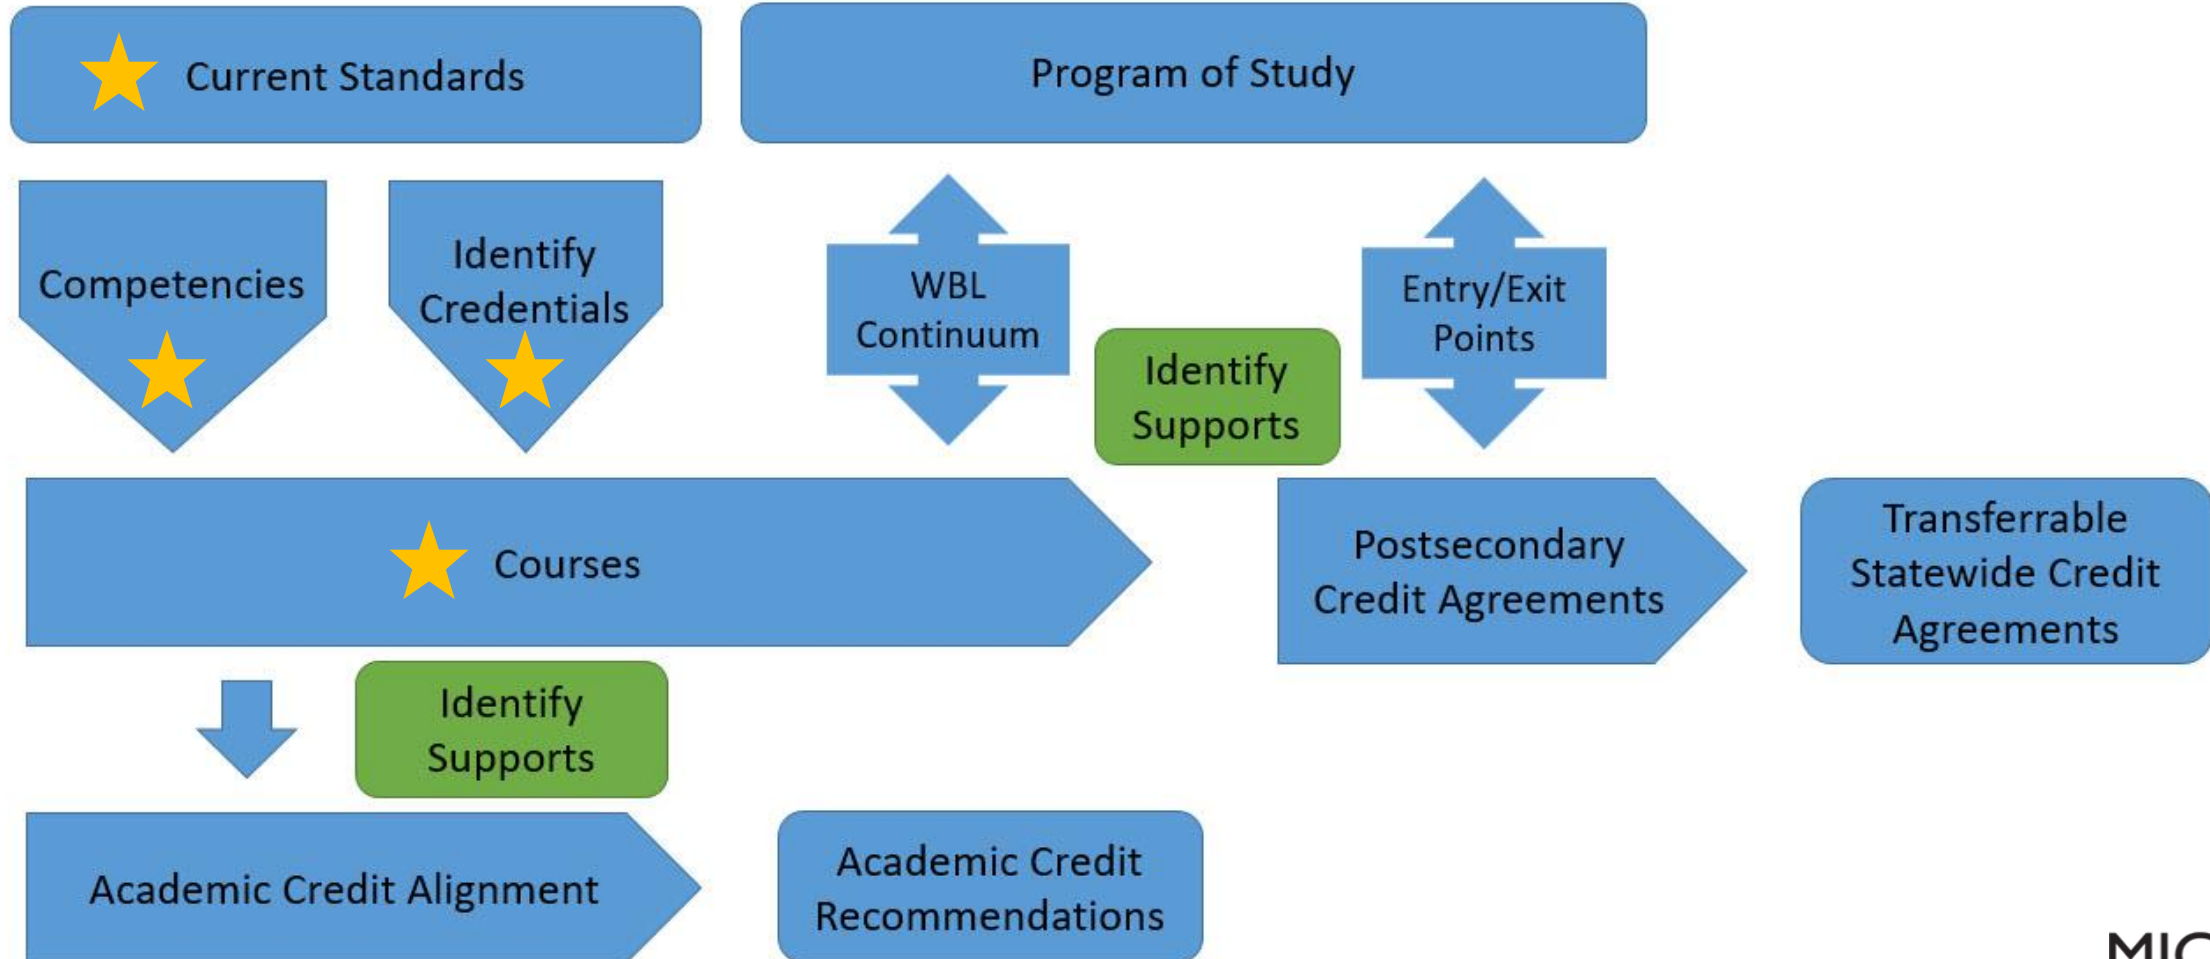 Current Standards
Program of Study
Competencies
Identify
Credentials
WBL
Continuum
Identify
Supports
Entry/Exit
Points
Courses
Postsecondary
Credit Agreements
Transferrable
Statewide Credit
Agreements
Identify
Supports
Academic Credit Alignment
Academic Credit
Recommendations